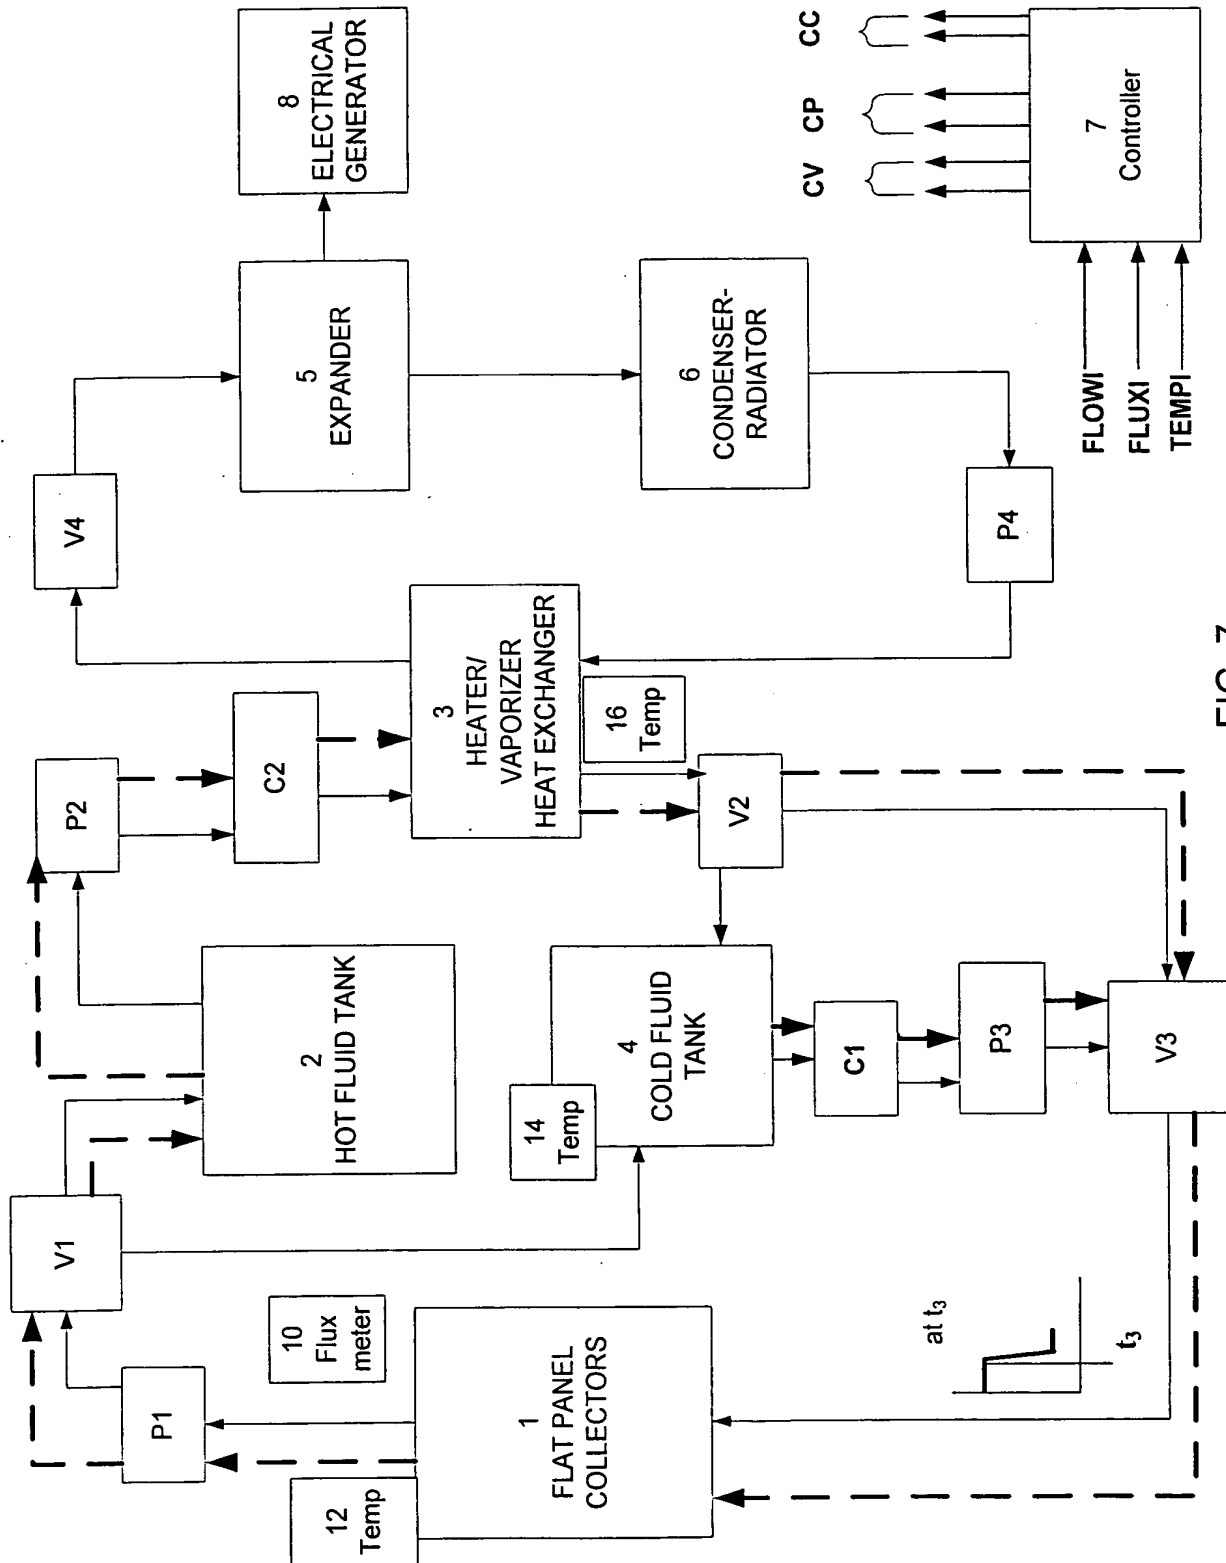 8
ELECTRICAL
GENERATOR
5
EXPANDER
6
CONDENSER-
RADIATOR
V4
P4
3
HEATER/
VAPORIZER
HEAT EXCHANGER
16
Temp
P2
C2
V2
2
HOT FLUID TANK
4
COLD FLUID
TANK
14
Temp
C1
P3
V3
V1
P1
10
Flux
meter
1
FLAT PANEL
COLLECTORS
12
Temp
at t₃
t₃
CV
CP
CC
7
Controller
FLOWI
FLUXI
TEMPI